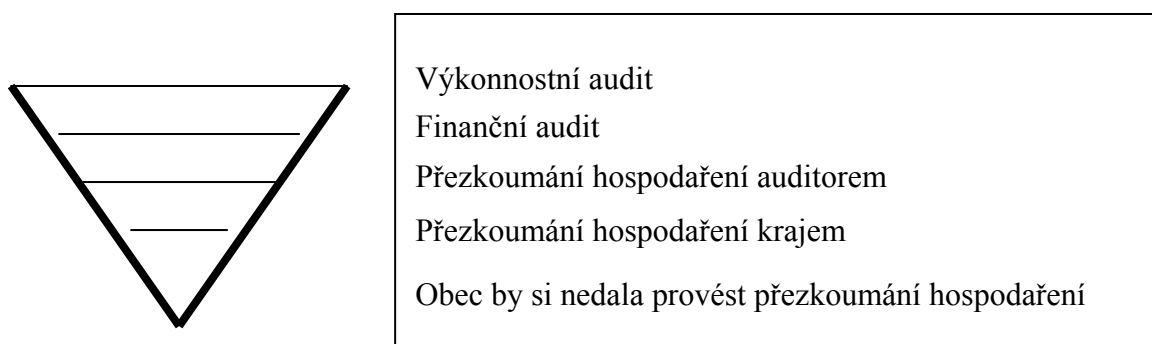 Výkonnostní audit
Finanční audit
Přezkoumání hospodaření auditorem
Přezkoumání hospodaření krajem
Obec by si nedala provést přezkoumání hospodaření